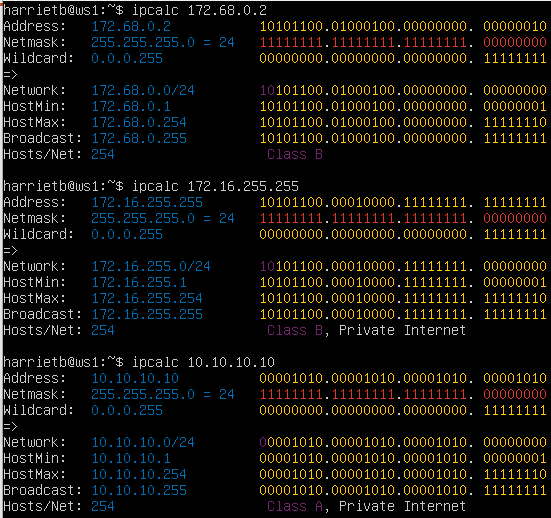 harrietb@ws1:~$ ipcalc 172.68.0.2
Address: 172.68.0.2 10101100.01000100.00000000. 00000010
Netmask: 255.255.255.0 = 24 11111111.11111111.11111111. 00000000
Wildcard: 0.0.0.255 00000000.00000000.00000000. 11111111
=>
Network: 172.68.0.0/24 10101100.01000100.00000000. 00000000
HostMin: 172.68.0.1 10101100.01000100.00000000. 00000001
HostMax: 172.68.0.254 10101100.01000100.00000000. 11111110
Broadcast: 172.68.0.255 10101100.01000100.00000000. 11111111
Hosts/Net: 254 Class B
harrietb@ws1:~$ ipcalc 172.16.255.255
Address: 172.16.255.255 10101100.00010000.11111111. 11111111
Netmask: 255.255.255.0 = 24 11111111.11111111.11111111. 00000000
Wildcard: 0.0.0.255 00000000.00000000.00000000. 11111111
=>
Network: 172.16.255.0/24 10101100.00010000.11111111. 00000000
HostMin: 172.16.255.1 10101100.00010000.11111111. 00000001
HostMax: 172.16.255.254 10101100.00010000.11111111. 11111110
Broadcast: 172.16.255.255 10101100.00010000.11111111. 11111111
Hosts/Net: 254 Class B, Private Internet
harrietb@ws1:~$ ipcalc 10.10.10.10
Address: 10.10.10.10 00001010.00001010.00001010. 00001010
Netmask: 255.255.255.0 = 24 11111111.11111111.11111111. 00000000
Wildcard: 0.0.0.255 00000000.00000000.00000000. 11111111
=>
Network: 10.10.10.0/24 00001010.00001010.00001010. 00000000
HostMin: 10.10.10.1 00001010.00001010.00001010. 00000001
HostMax: 10.10.10.254 00001010.00001010.00001010. 11111110
Broadcast: 10.10.10.255 00001010.00001010.00001010. 11111111
Hosts/Net: 254 Class A, Private Internet